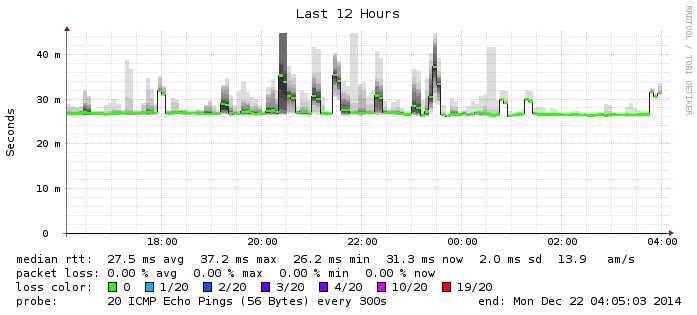 Last 12 Hours
RRDTOOL / TOBI OETIKER
Seconds
40 m
30 m
20 m
10 m
0
18:00 20:00 22:00 00:00 02:00 04:00
median rtt: 27.5 ms avg 37.2 ms max 26.2 ms min 31.3 ms now 2.0 ms sd 13.9 am/s
packet loss: 0.00 % avg 0.00 % max 0.00 % min 0.00 % now
loss color: 0 1/20 2/20 3/20 4/20 10/20 19/20
probe: 20 ICMP Echo Pings (56 Bytes) every 300s end: Mon Dec 22 04:05:03 2014